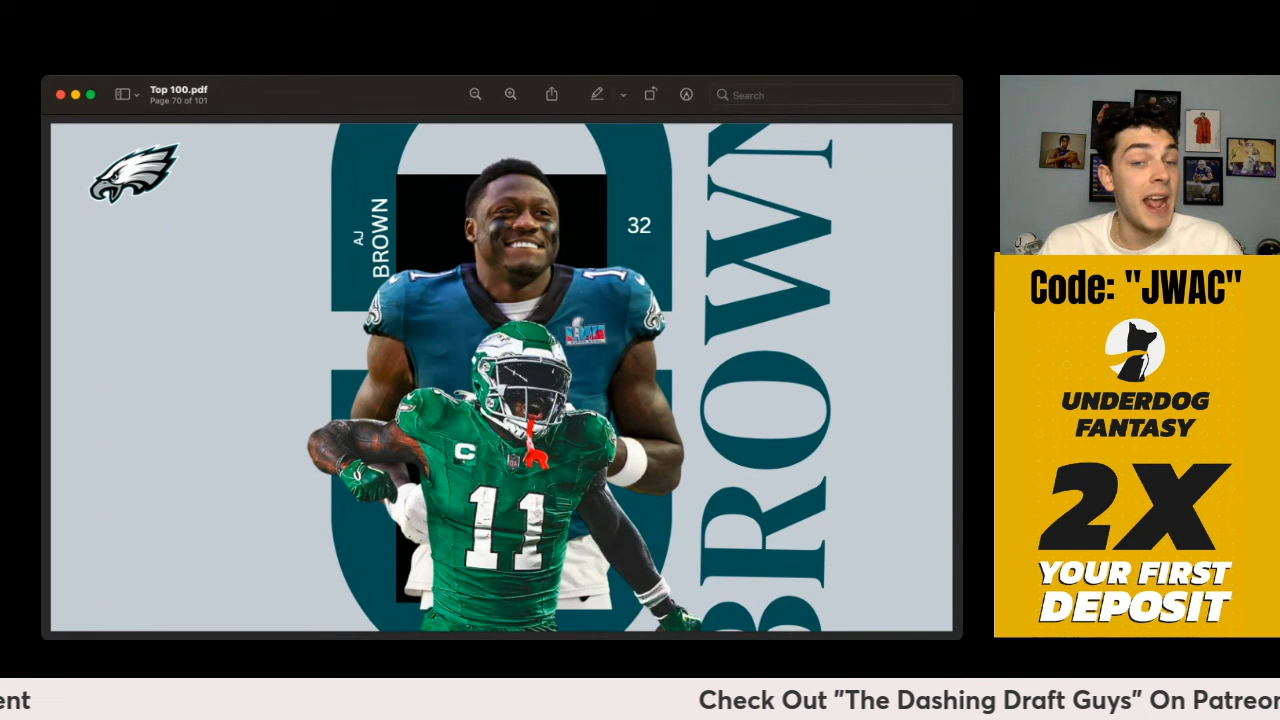 Top 100.pdf
Page 70 of 101
Search
AJ
BROWN
32
BROWN
C
11
Code: "JWAC"
UNDERDOG
FANTASY
2X
YOUR FIRST
DEPOSIT
ent
Check Out "The Dashing Draft Guys" On Patreon